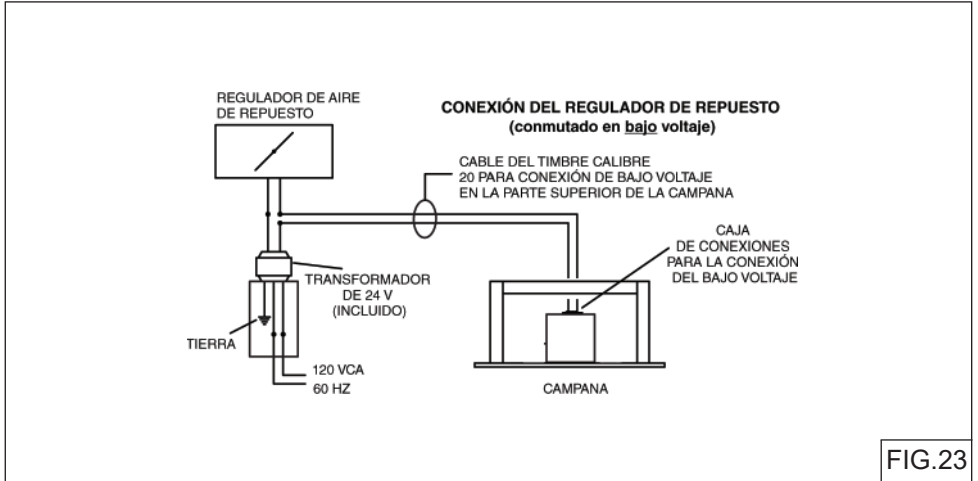 REGULADOR DE AIRE
DE REPUESTO
CONEXIÓN DEL REGULADOR DE REPUESTO
(conmutado en bajo voltaje)
CABLE DEL TIMBRE CALIBRE
20 PARA CONEXIÓN DE BAJO VOLTAJE
EN LA PARTE SUPERIOR DE LA CAMPANA
CAJA
DE CONEXIONES
PARA LA CONEXIÓN
DEL BAJO VOLTAJE
TRANSFORMADOR
DE 24 V
(INCLUIDO)
TIERRA
120 VCA
60 HZ
CAMPANA
FIG.23